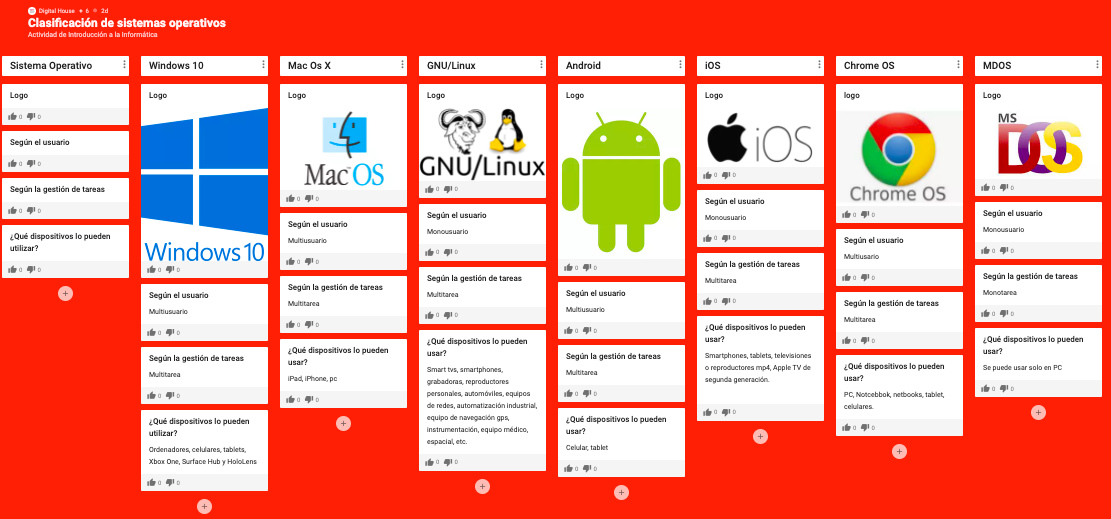 Digital House 6 2d
Clasificación de sistemas operativos
Actividad de Introducción a la Informática
Sistema Operativo
Logo
0 0
Según el usuario
0 0
Según la gestión de tareas
0 0
¿Qué dispositivos lo pueden
utilizar?
0 0
Windows 10
Logo
Windows 10
0 0
Según el usuario
Multiusuario
0 0
Según la gestión de tareas
Multitarea
0 0
¿Qué dispositivos lo pueden
utilizar?
Ordenadores, celulares, tablets,
Xbox One, Surface Hub y HoloLens
0 0
Mac Os X
Logo
MacOS
0 0
Según el usuario
Multiusuario
0 0
Según la gestión de tareas
Multitarea
0 0
¿Qué dispositivos lo pueden
usar?
iPad, iPhone, pc
0 0
GNU/Linux
Logo
GNU/Linux
0 0
Según el usuario
Monousuario
0 0
Según la gestión de tareas
Multitarea
0 0
¿Qué dispositivos lo pueden
usar?
Smart tvs, smartphones,
grabadoras, reproductores
personales, automóviles, equipos
de redes, automatización industrial,
equipo de navegación gps,
instrumentación, equipo médico,
espacial, etc.
0 0
Android
Logo
0 0
Según el usuario
Multiusuario
0 0
Según la gestión de tareas
Multitarea
0 0
¿Qué dispositivos lo pueden
usar?
Celular, tablet
0 0
iOS
Logo
iOS
0 0
Según el usuario
Monousuario
0 0
Según la gestión de tareas
Multitarea
0 0
¿Qué dispositivos lo pueden
usar?
Smartphones, tablets, televisiones
o reproductores mp4, Apple TV de
segunda generación.
0 0
Chrome OS
logo
Chrome OS
0 0
Según el usuario
Multiusuario
0 0
Según la gestión de tareas
Multitarea
0 0
¿Qué dispositivos lo pueden
usar?
PC, Notcebbok, netbooks, tablet,
celulares.
0 0
MDOS
Logo
MS
DOS
0 0
Según el usuario
Monousuario
0 0
Según la gestión de tareas
Monotarea
0 0
¿Qué dispositivos lo pueden
usar?
Se puede usar solo en PC
0 0